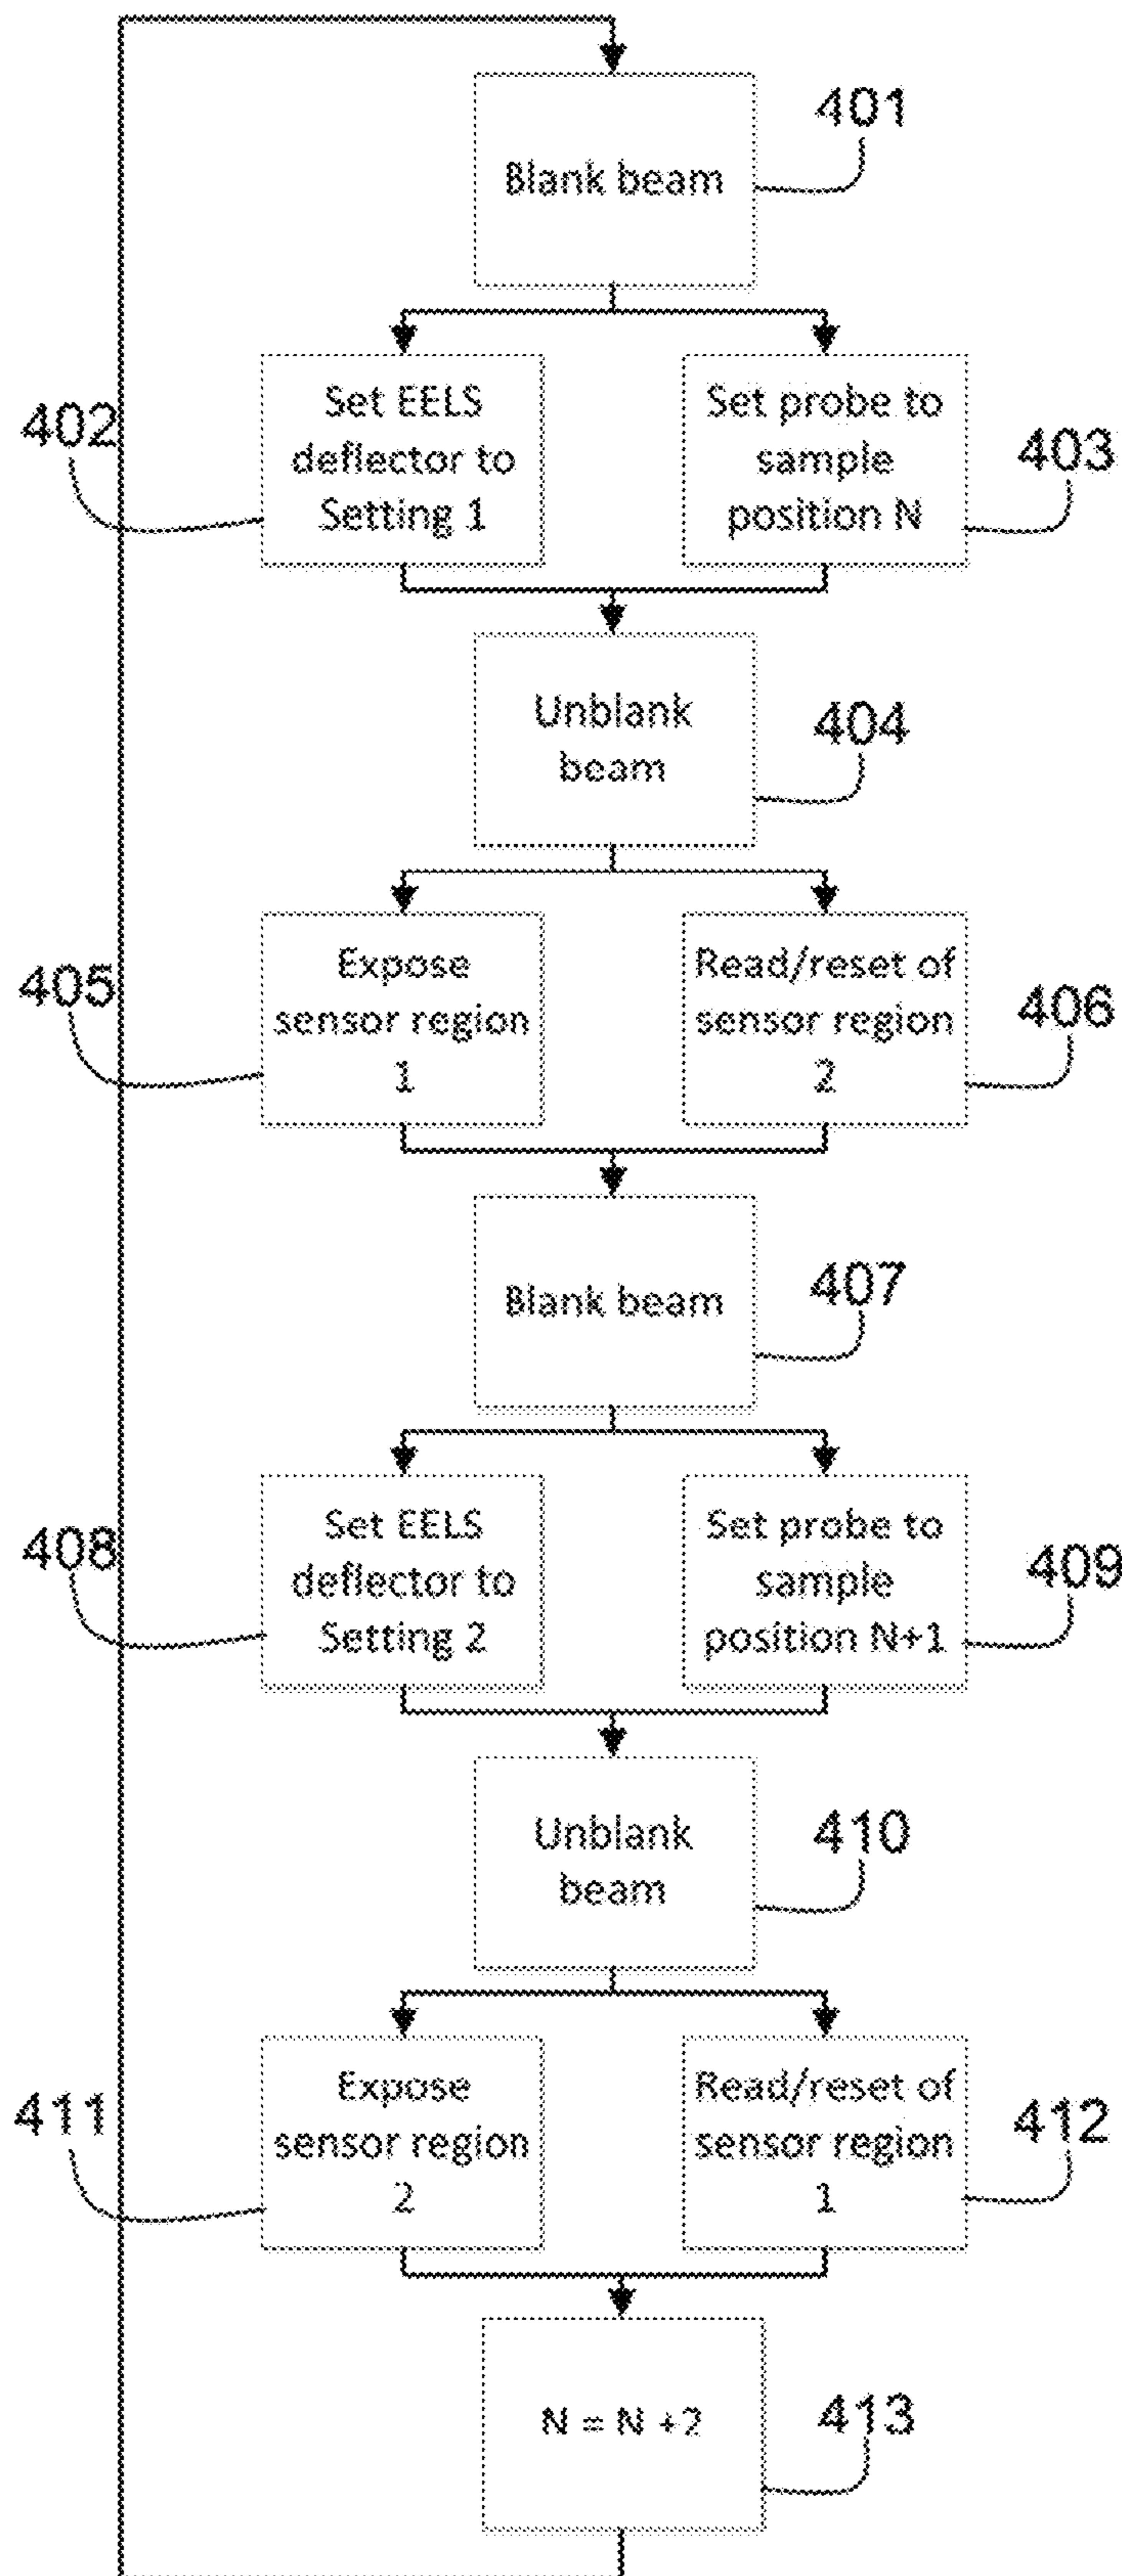 401
Blank beam
402
Set EELS
deflector to
Setting 1
Set probe to
sample
position N
403
Unblank
beam
404
405
Expose
sensor region
1
Read/reset of
sensor region
2
406
Blank beam
407
408
Set EELS
deflector to
Setting 2
Set probe to
sample
position N+1
409
Unblank
beam
410
411
Expose
sensor region
2
Read/reset of
sensor region
1
412
N = N +2
413